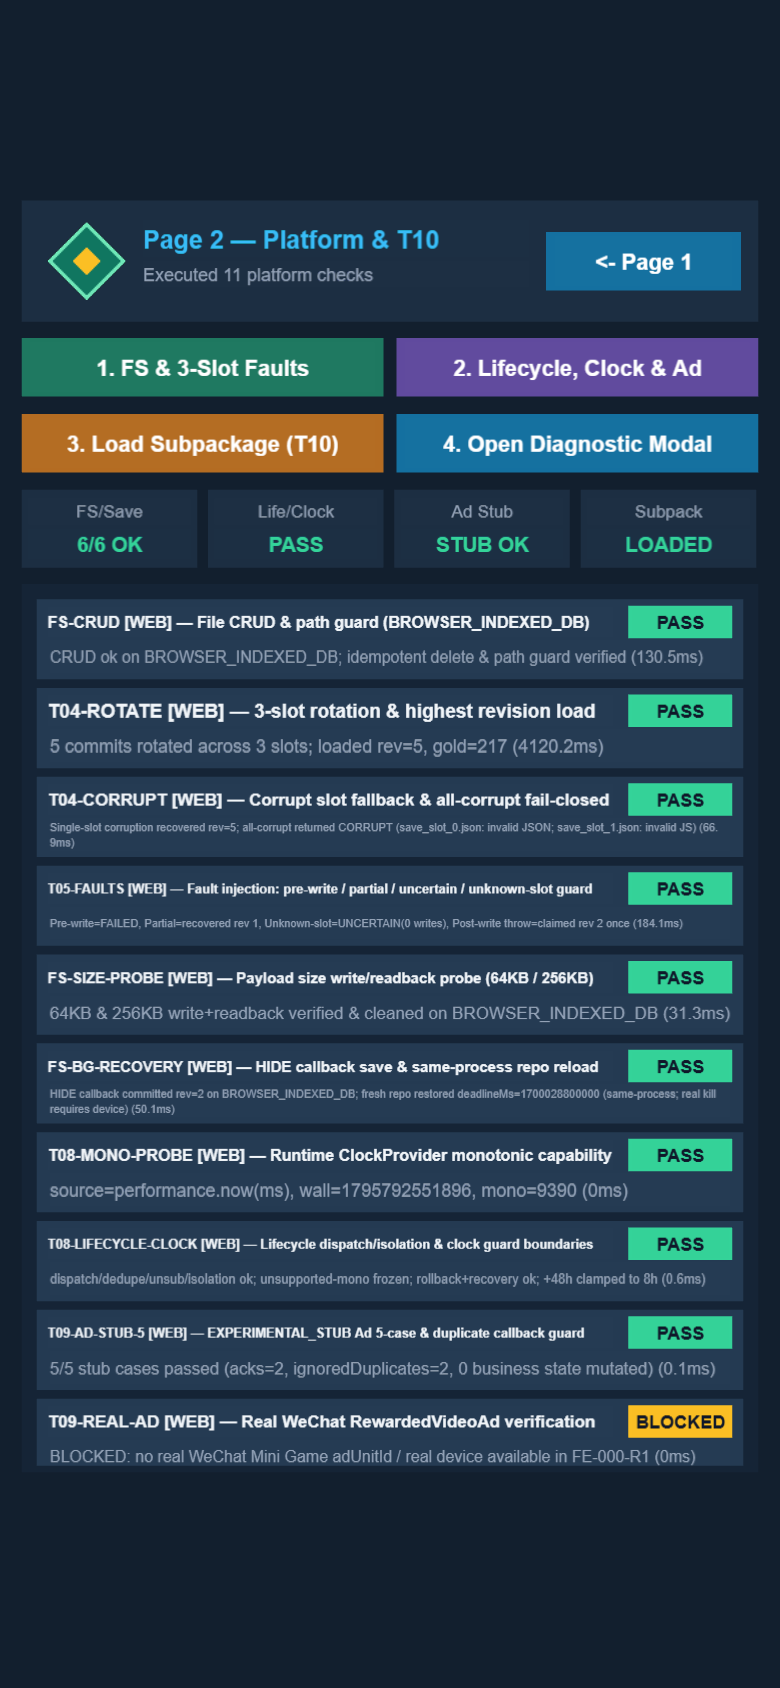 Page 2 — Platform & T10
Executed 11 platform checks
<- Page 1
1. FS & 3-Slot Faults
2. Lifecycle, Clock & Ad
3. Load Subpackage (T10)
4. Open Diagnostic Modal
FS/Save
6/6 OK
Life/Clock
PASS
Ad Stub
STUB OK
Subpack
LOADED
FS-CRUD [WEB] — File CRUD & path guard (BROWSER_INDEXED_DB)
PASS
CRUD ok on BROWSER_INDEXED_DB; idempotent delete & path guard verified (130.5ms)
T04-ROTATE [WEB] — 3-slot rotation & highest revision load
PASS
5 commits rotated across 3 slots; loaded rev=5, gold=217 (4120.2ms)
T04-CORRUPT [WEB] — Corrupt slot fallback & all-corrupt fail-closed
PASS
Single-slot corruption recovered rev=5; all-corrupt returned CORRUPT (save_slot_0.json: invalid JSON; save_slot_1.json: invalid JS) (66.
9ms)
T05-FAULTS [WEB] — Fault injection: pre-write / partial / uncertain / unknown-slot guard
PASS
Pre-write=FAILED, Partial=recovered rev 1, Unknown-slot=UNCERTAIN(0 writes), Post-write throw=claimed rev 2 once (184.1ms)
FS-SIZE-PROBE [WEB] — Payload size write/readback probe (64KB / 256KB)
PASS
64KB & 256KB write+readback verified & cleaned on BROWSER_INDEXED_DB (31.3ms)
FS-BG-RECOVERY [WEB] — HIDE callback save & same-process repo reload
PASS
HIDE callback committed rev=2 on BROWSER_INDEXED_DB; fresh repo restored deadlineMs=1700028800000 (same-process; real kill
requires device) (50.1ms)
T08-MONO-PROBE [WEB] — Runtime ClockProvider monotonic capability
PASS
source=performance.now(ms), wall=1795792551896, mono=9390 (0ms)
T08-LIFECYCLE-CLOCK [WEB] — Lifecycle dispatch/isolation & clock guard boundaries
PASS
dispatch/dedupe/unsub/isolation ok; unsupported-mono frozen; rollback+recovery ok; +48h clamped to 8h (0.6ms)
T09-AD-STUB-5 [WEB] — EXPERIMENTAL_STUB Ad 5-case & duplicate callback guard
PASS
5/5 stub cases passed (acks=2, ignoredDuplicates=2, 0 business state mutated) (0.1ms)
T09-REAL-AD [WEB] — Real WeChat RewardedVideoAd verification
BLOCKED
BLOCKED: no real WeChat Mini Game adUnitId / real device available in FE-000-R1 (0ms)